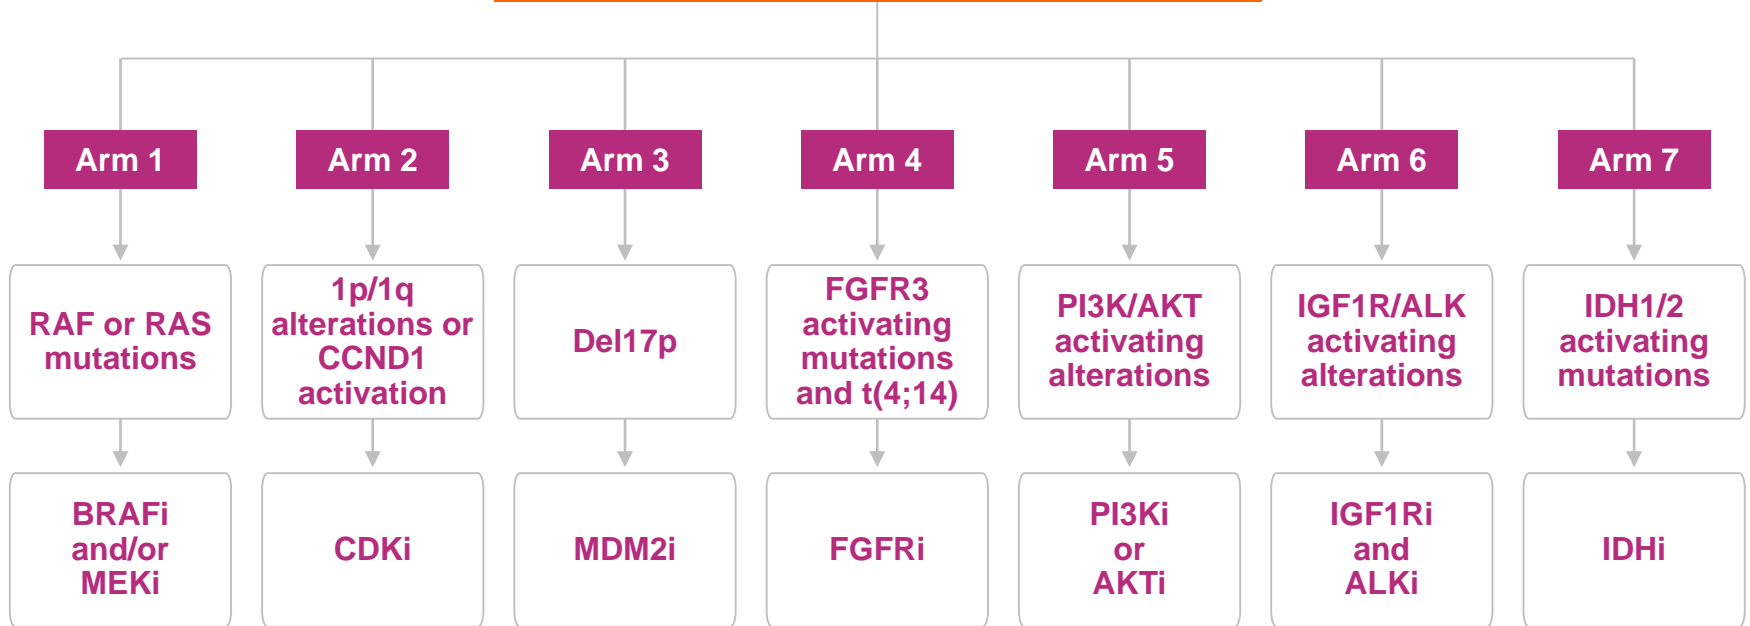 Arm 1
Arm 2
Arm 3
Arm 4
Arm 5
Arm 6
Arm 7
RAF or RAS
mutations
1p/1q
alterations or
CCND1
activation
Del17p
FGFR3
activating
mutations
and t(4;14)
PI3K/AKT
activating
alterations
IGF1R/ALK
activating
alterations
IDH1/2
activating
mutations
BRAFi
and/or
MEKi
CDKi
MDM2i
FGFRi
PI3Ki
or
AKTi
IGF1Ri
and
ALKi
IDHi